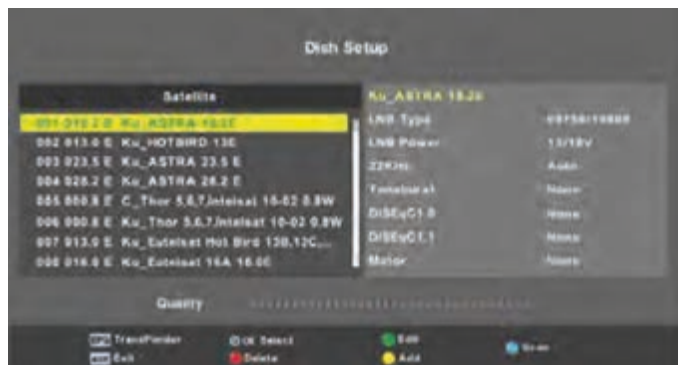 Dish Setup
Satellite
Ku_ASTRA 19.2E
002 013.0 E Ku_HOTBIRD 13E
003 023.5 E Ku_ASTRA 23.5 E
004 028.2 E Ku_ASTRA 28.2 E
005 000.8 E C_Thor 5,6,7,Intelsat 10-02 0.8W
006 000.8 E Ku_Thor 5,6,7,Intelsat 10-02 0.8W
007 013.0 E Ku_Eutelsat Hot Bird 13B,13C,...
008 016.0 E Ku_Eutelsat 16A 16.0E
Ku_ASTRA 19.2E
LNB Type
LNB Power 13/18V
22KHz Auto
Toneburst None
DiSEqC1.0 None
DiSEqC1.1 None
Motor None
Quality
TransPonder
OK Select
Edit
Scan
Exit
Delete
Add